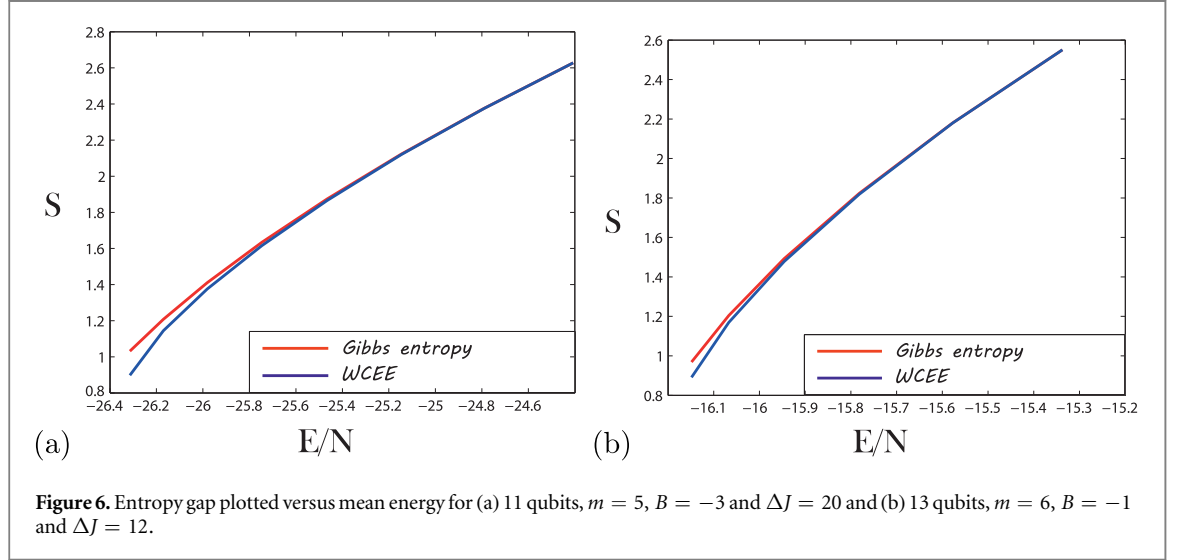 2.8
2.6
2.4
2.2
2
1.8
1.6
1.4
1.2
1
0.8
S
−26.4 −26.2 −26 −25.8 −25.6 −25.4 −25.2 −25 −24.8 −24.6
Gibbs entropy
WCEE
(a)
E/N
2.6
2.4
2.2
2
1.8
1.6
1.4
1.2
1
0.8
S
−16.1 −16 −15.9 −15.8 −15.7 −15.6 −15.5 −15.4 −15.3 −15.2
Gibbs entropy
WCEE
(b)
E/N
Figure 6. Entropy gap plotted versus mean energy for (a) 11 qubits, m = 5, B = −3 and ΔJ = 20 and (b) 13 qubits, m = 6, B = −1
and ΔJ = 12.